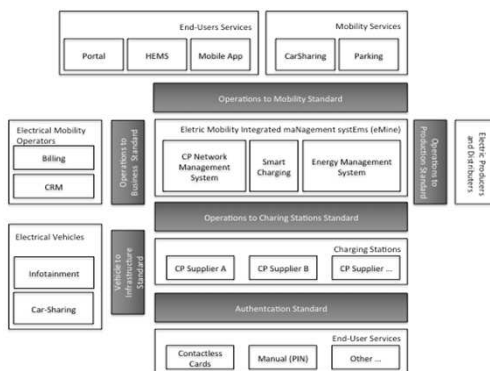 End-Users Services
Portal
HEMS
Mobile App
Mobility Services
CarSharing
Parking
Operations to Mobility Standard
Electrical Mobility
Operators
Billing
CRM
Operations to
Business Standard
Eletric Mobility Integrated maNagement systEms (eMine)
CP Network
Management
System
Smart
Charging
Energy Management
System
Operations to
Production Standard
Electric Producers
and Distributers
Operations to Charing Stations Standard
Electrical Vehicles
Infotainment
Car-Sharing
Vehicle to
Infrastructure
Standard
Charging Stations
CP Supplier A
CP Supplier B
CP Supplier ...
Authentcation Standard
End-User Services
Contactless
Cards
Manual (PIN)
Other ...